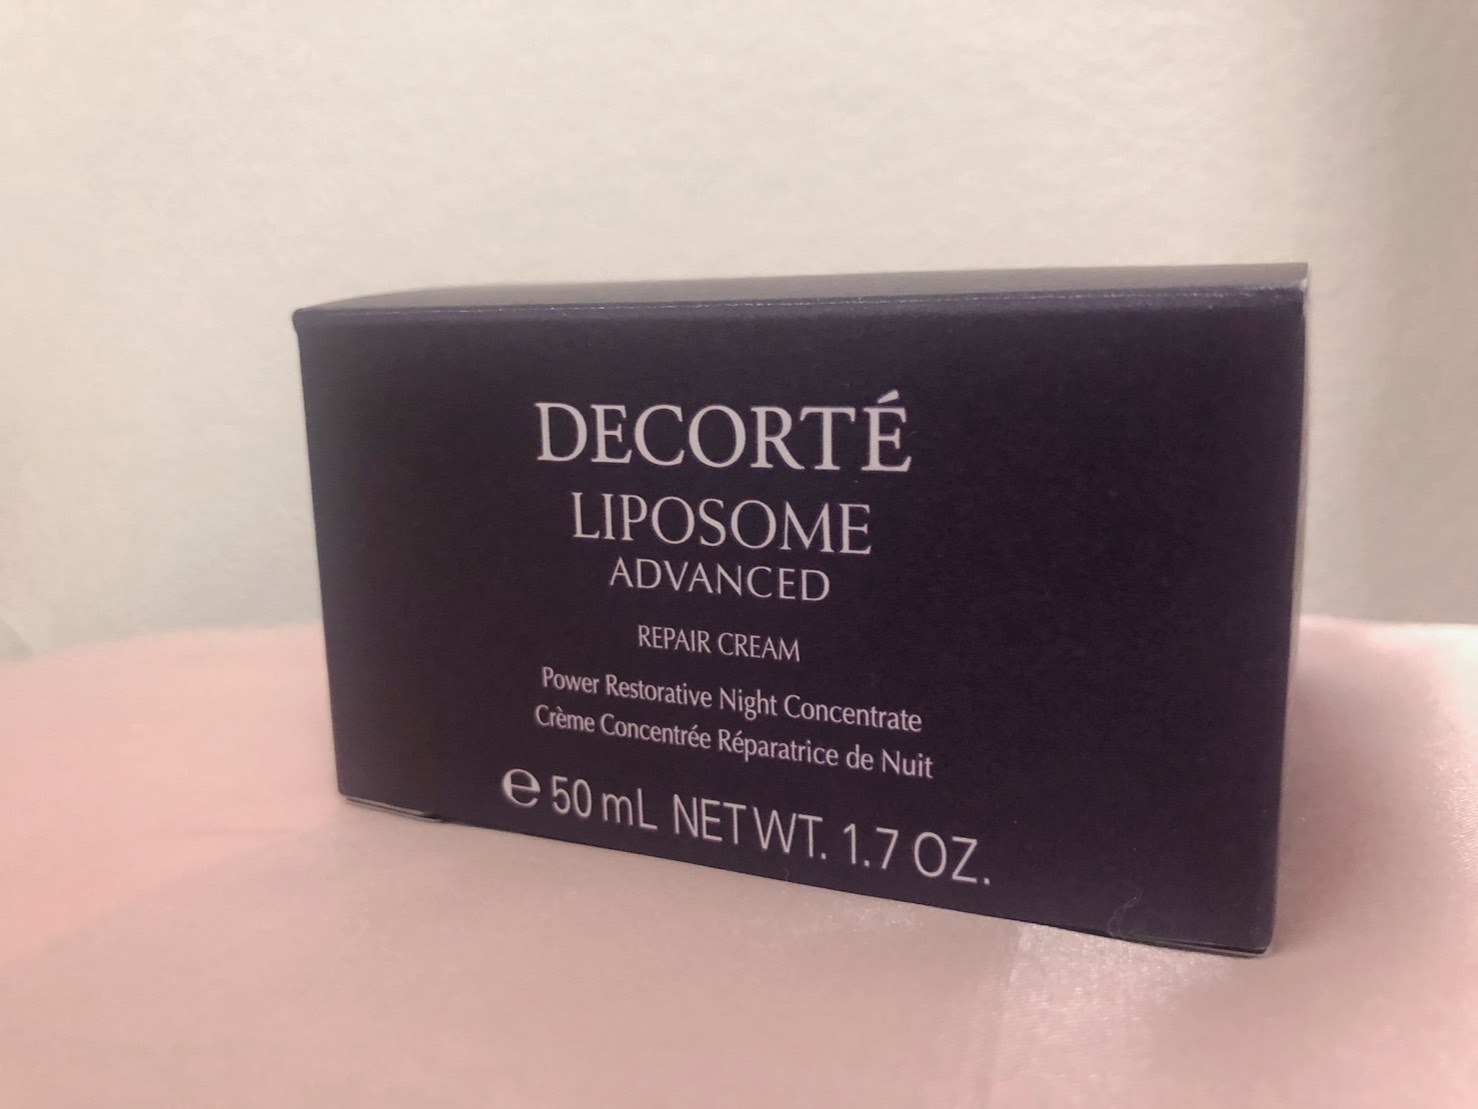 DECORTÉ
LIPOSOME
ADVANCED
REPAIR CREAM
Power Restorative Night Concentrate
Crème Concentrée Réparatrice de Nuit
℮ 50 mL NET WT. 1.7 OZ.